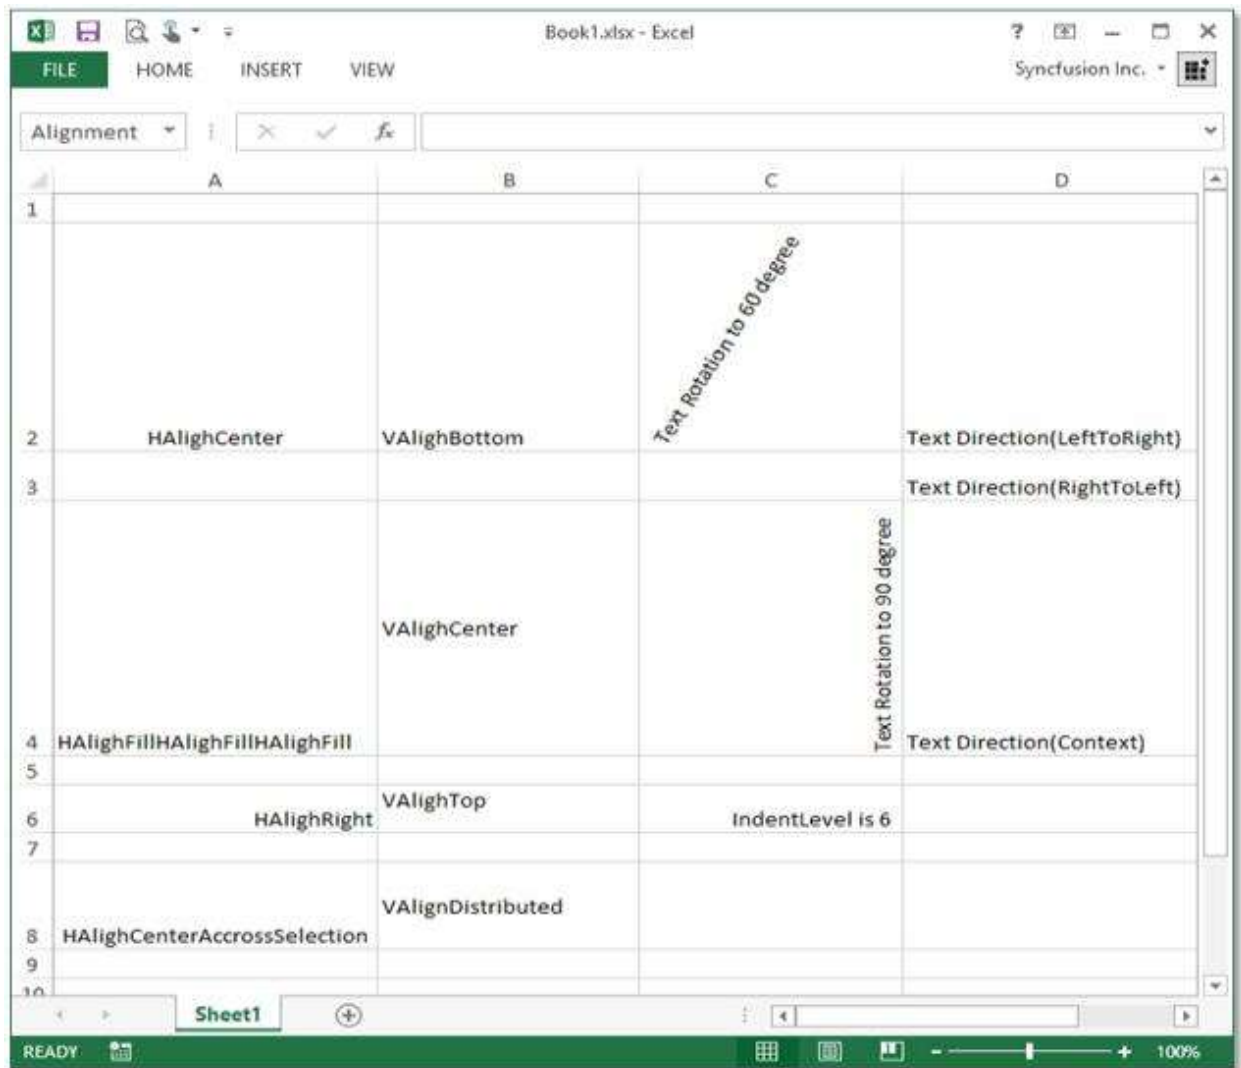 Book1.xlsx - Excel
?
FILE HOME INSERT VIEW
Syncfusion Inc.
Alignment
fx
A B C D
1
2 HAlighCenter VAlighBottom Text Rotation to 60 degree Text Direction(LeftToRight)
3 Text Direction(RightToLeft)
4 HAlighFillHAlighFillHAlighFill VAlighCenter Text Rotation to 90 degree Text Direction(Context)
5
6 HAlighRight VAlighTop IndentLevel is 6
7
8 HAlighCenterAccrossSelection VAlignDistributed
9
10
Sheet1
READY 100%